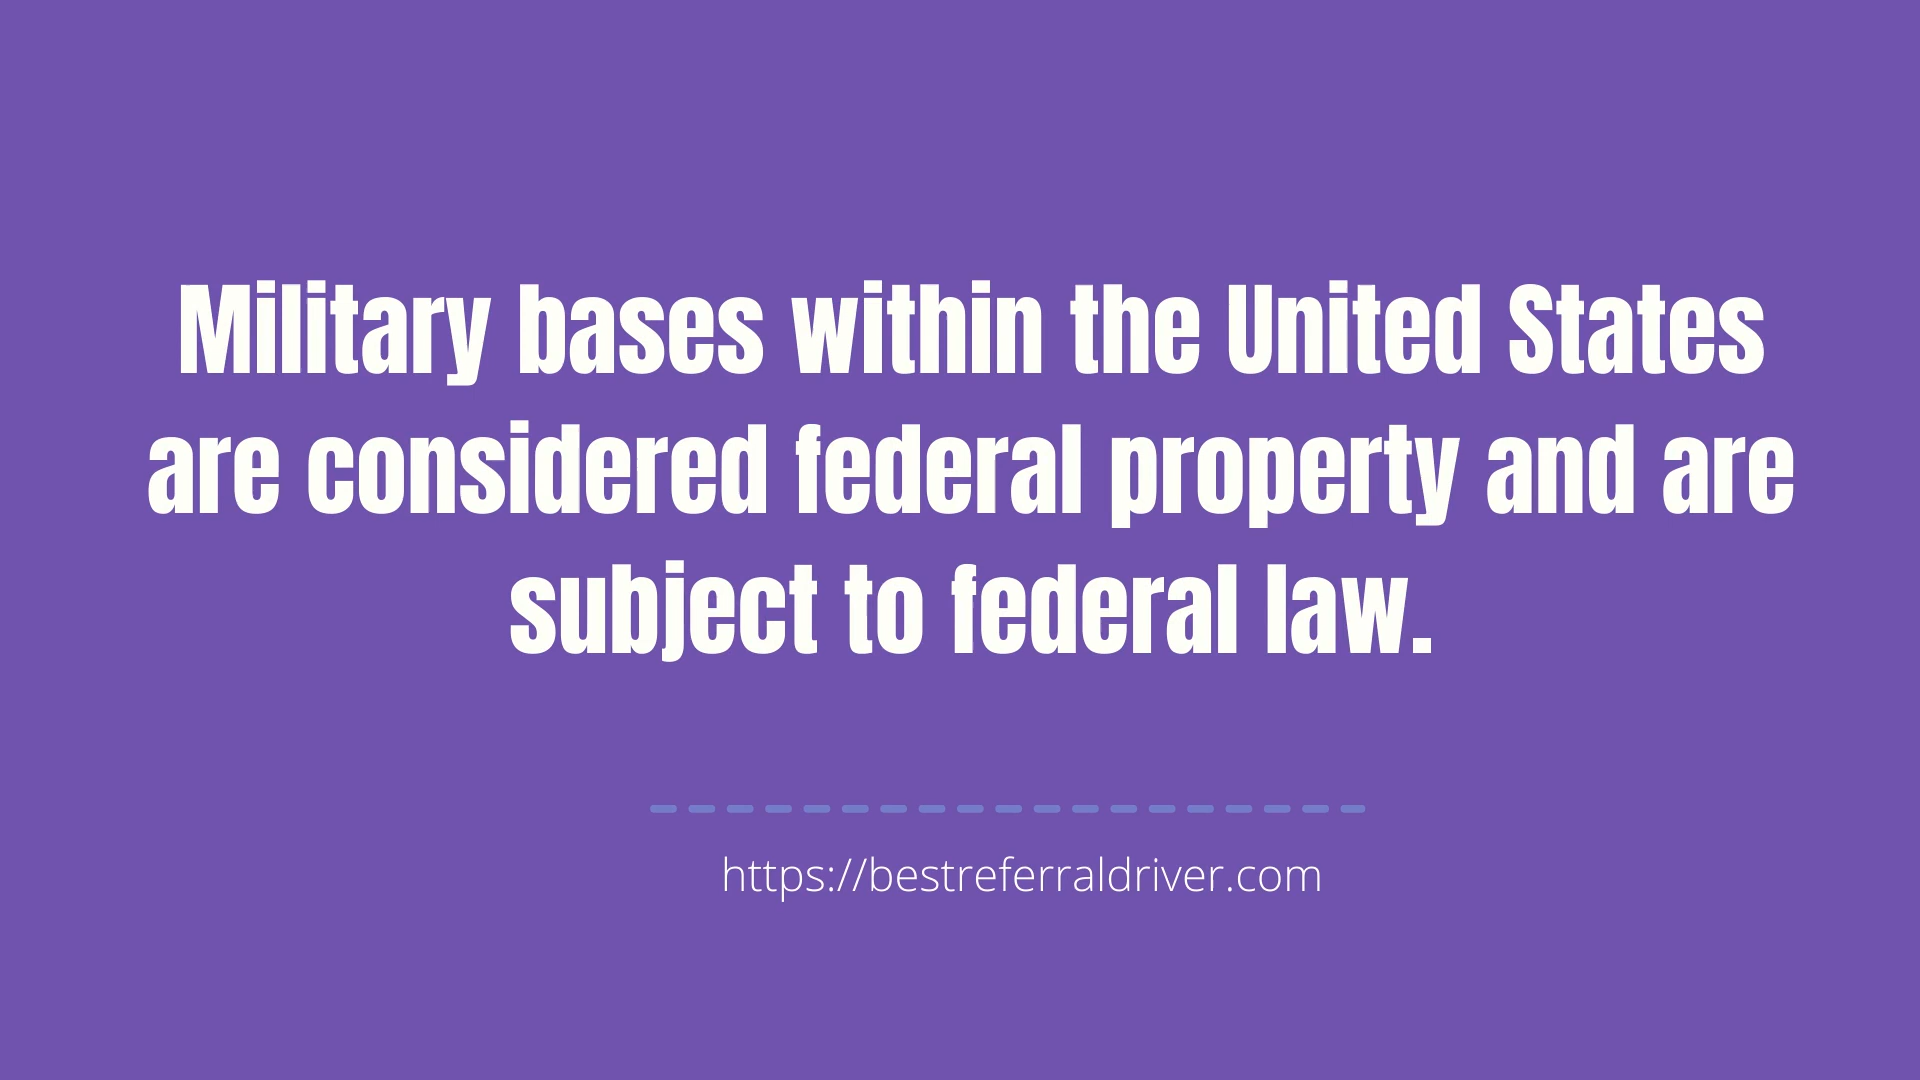 Military bases within the United States
are considered federal property and are
subject to federal law.
https://bestreferraldriver.com